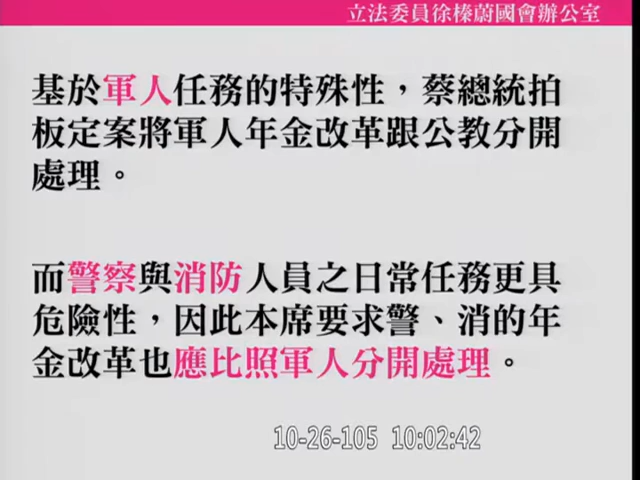 立法委員徐榛蔚國會辦公室
基於軍人任務的特殊性，蔡總統拍
板定案將軍人年金改革跟公教分開
處理。
而警察與消防人員之日常任務更具
危險性，因此本席要求警、消的年
金改革也應比照軍人分開處理。
10-26-105 10:02:42